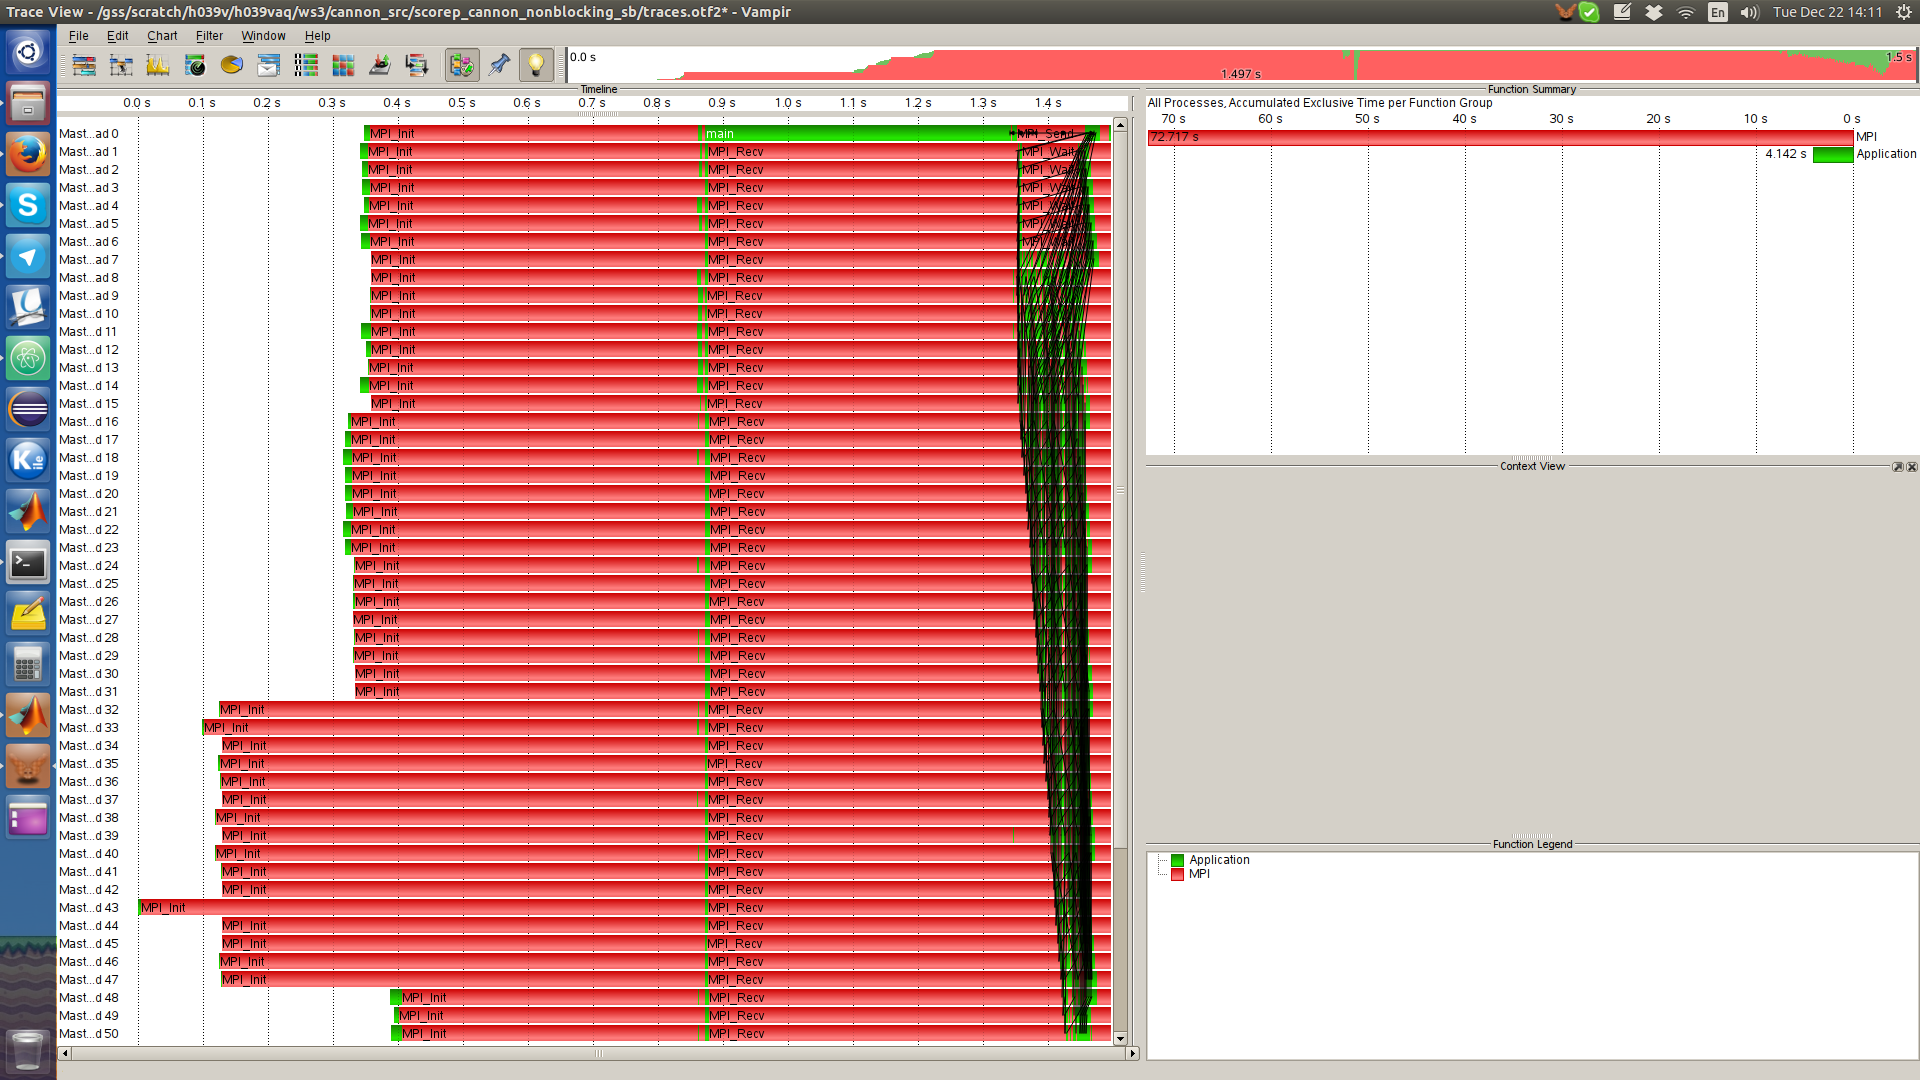 Trace View - /gss/scratch/h039v/h039vaq/ws3/cannon_src/scorep_cannon_nonblocking_sb/traces.otf2* - Vampir
En
Tue Dec 22 14:11
File Edit Chart Filter Window Help
0.0 s
1.497 s
1.5 s
Timeline
0.0 s 0.1 s 0.2 s 0.3 s 0.4 s 0.5 s 0.6 s 0.7 s 0.8 s 0.9 s 1.0 s 1.1 s 1.2 s 1.3 s 1.4 s
Mast...ad 0 MPI_Init main MPI_Send
Mast...ad 1 MPI_Init MPI_Recv MPI_Wait
Mast...ad 2 MPI_Init MPI_Recv
Mast...ad 3 MPI_Init MPI_Recv
Mast...ad 4 MPI_Init MPI_Recv
Mast...ad 5 MPI_Init MPI_Recv
Mast...ad 6 MPI_Init MPI_Recv
Mast...ad 7 MPI_Init MPI_Recv
Mast...ad 8 MPI_Init MPI_Recv
Mast...ad 9 MPI_Init MPI_Recv
Mast...d 10 MPI_Init MPI_Recv
Mast...d 11 MPI_Init MPI_Recv
Mast...d 12 MPI_Init MPI_Recv
Mast...d 13 MPI_Init MPI_Recv
Mast...d 14 MPI_Init MPI_Recv
Mast...d 15 MPI_Init MPI_Recv
Mast...d 16 MPI_Init MPI_Recv
Mast...d 17 MPI_Init MPI_Recv
Mast...d 18 MPI_Init MPI_Recv
Mast...d 19 MPI_Init MPI_Recv
Mast...d 20 MPI_Init MPI_Recv
Mast...d 21 MPI_Init MPI_Recv
Mast...d 22 MPI_Init MPI_Recv
Mast...d 23 MPI_Init MPI_Recv
Mast...d 24 MPI_Init MPI_Recv
Mast...d 25 MPI_Init MPI_Recv
Mast...d 26 MPI_Init MPI_Recv
Mast...d 27 MPI_Init MPI_Recv
Mast...d 28 MPI_Init MPI_Recv
Mast...d 29 MPI_Init MPI_Recv
Mast...d 30 MPI_Init MPI_Recv
Mast...d 31 MPI_Init MPI_Recv
Mast...d 32 MPI_Init MPI_Recv
Mast...d 33 MPI_Init MPI_Recv
Mast...d 34 MPI_Init MPI_Recv
Mast...d 35 MPI_Init MPI_Recv
Mast...d 36 MPI_Init MPI_Recv
Mast...d 37 MPI_Init MPI_Recv
Mast...d 38 MPI_Init MPI_Recv
Mast...d 39 MPI_Init MPI_Recv
Mast...d 40 MPI_Init MPI_Recv
Mast...d 41 MPI_Init MPI_Recv
Mast...d 42 MPI_Init MPI_Recv
Mast...d 43 MPI_Init MPI_Recv
Mast...d 44 MPI_Init MPI_Recv
Mast...d 45 MPI_Init MPI_Recv
Mast...d 46 MPI_Init MPI_Recv
Mast...d 47 MPI_Init MPI_Recv
Mast...d 48 MPI_Init MPI_Recv
Mast...d 49 MPI_Init MPI_Recv
Mast...d 50 MPI_Init MPI_Recv
Function Summary
All Processes, Accumulated Exclusive Time per Function Group
70 s 60 s 50 s 40 s 30 s 20 s 10 s 0 s
72.717 s MPI
4.142 s Application
Context View
Function Legend
Application
MPI